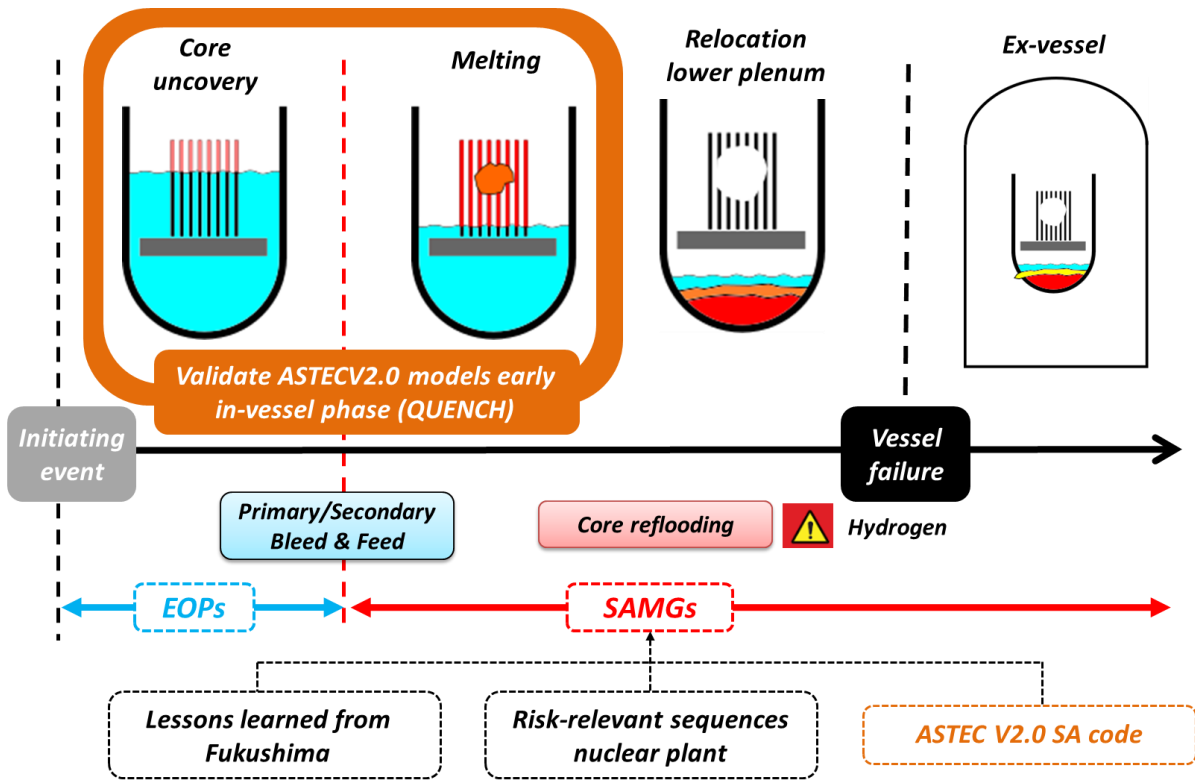 Core
uncovery
Melting
Relocation
lower plenum
Ex-vessel
Validate ASTECV2.0 models early
in-vessel phase (QUENCH)
Initiating
event
Vessel
failure
Primary/Secondary
Bleed & Feed
Core reflooding
!
Hydrogen
EOPs
SAMGs
Lessons learned from
Fukushima
Risk-relevant sequences
nuclear plant
ASTEC V2.0 SA code